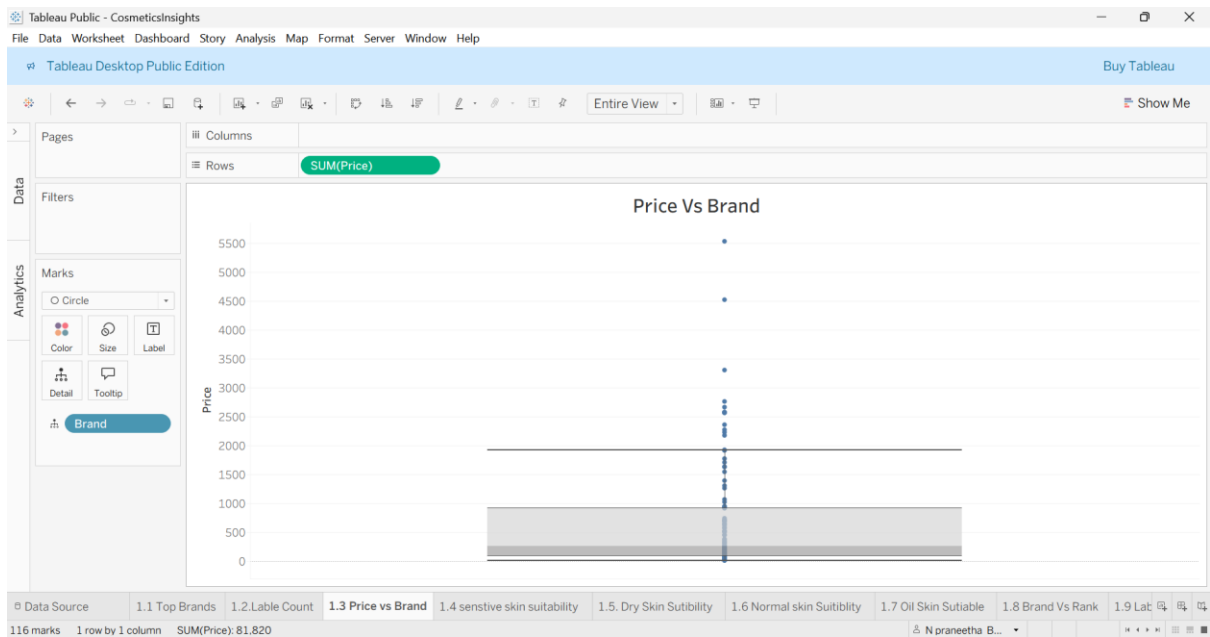 Tableau Public - CosmeticsInsights
File Data Worksheet Dashboard Story Analysis Map Format Server Window Help
Tableau Desktop Public Edition Buy Tableau
Entire View Show Me
Pages
Columns
Rows SUM(Price)
Data
Filters
Analytics
Marks
Circle
Color Size Label
Detail Tooltip
Brand
Price Vs Brand
Price
5500
5000
4500
4000
3500
3000
2500
2000
1500
1000
500
0
Data Source 1.1 Top Brands 1.2.Lable Count 1.3 Price vs Brand 1.4 senstive skin suitability 1.5. Dry Skin Sutibility 1.6 Normal skin Suitiblity 1.7 Oil Skin Sutiable 1.8 Brand Vs Rank 1.9 Lab
116 marks 1 row by 1 column SUM(Price): 81,820 N praneetha B...